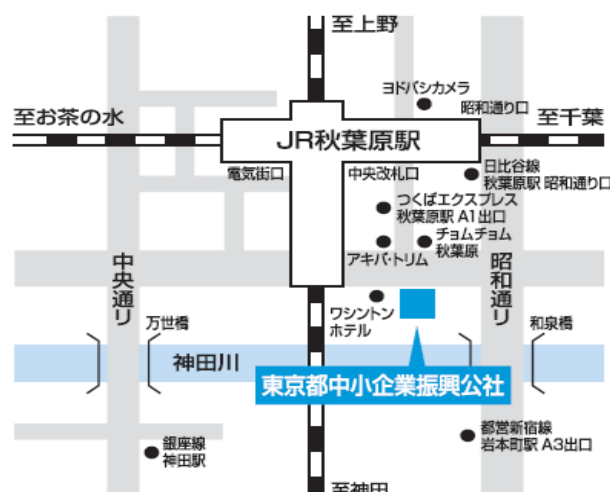 至上野
ヨドバシカメラ
昭和通り口
至お茶の水
至千葉
JR秋葉原駅
電気街口
中央改札口
日比谷線
秋葉原駅 昭和通り口
つくばエクスプレス
秋葉原駅 A1出口
チョムチョム
秋葉原
アキバ・トリム
中央通り
昭和通り
ワシントン
ホテル
万世橋
和泉橋
神田川
東京都中小企業振興公社
銀座線
神田駅
都営新宿線
岩本町駅 A3出口
至神田